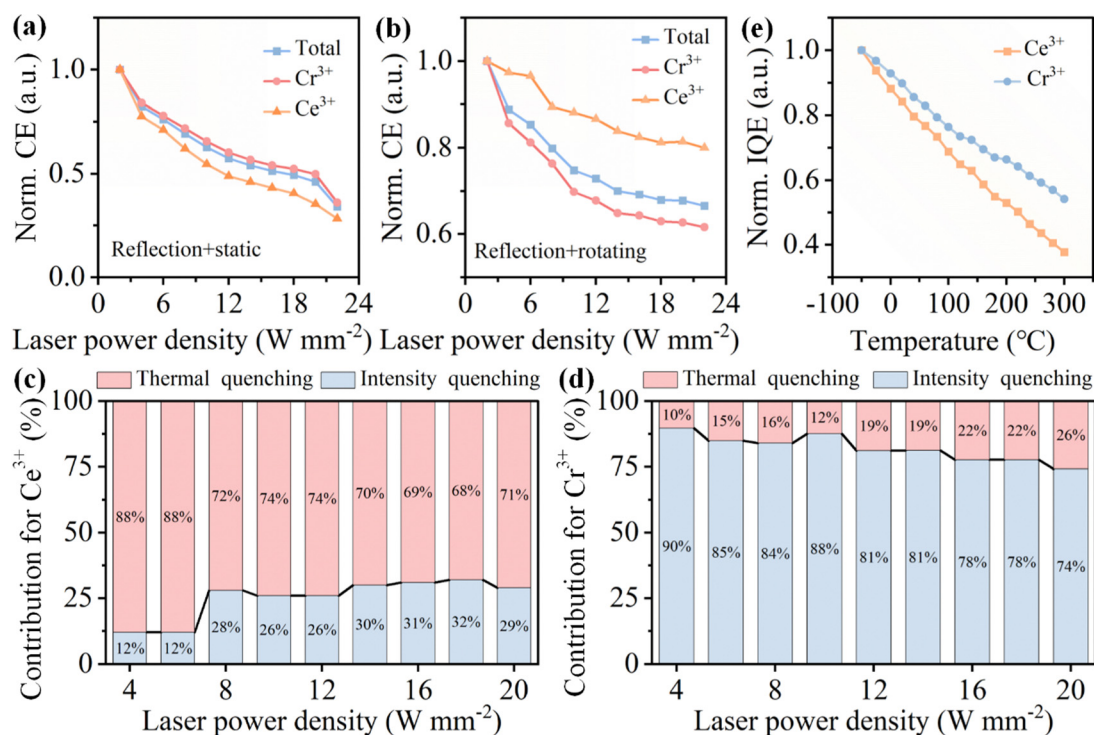 (a)
Total
Cr³⁺
Ce³⁺
Norm. CE (a.u.)
1.0
0.5
0.0
Reflection+static
0 6 12 18 24
Laser power density (W mm⁻²)
(b)
Total
Cr³⁺
Ce³⁺
Norm. CE (a.u.)
1.0
0.8
0.6
Reflection+rotating
0 6 12 18 24
Laser power density (W mm⁻²)
(e)
Ce³⁺
Cr³⁺
Norm. IQE (a.u.)
1.0
0.8
0.6
0.4
-100 0 100 200 300
Temperature (°C)
(c)
Thermal quenching Intensity quenching
Contribution for Ce³⁺ (%)
100
75
50
25
0
88% 88% 72% 74% 74% 70% 69% 68% 71%
12% 12% 28% 26% 26% 30% 31% 32% 29%
4 8 12 16 20
Laser power density (W mm⁻²)
(d)
Thermal quenching Intensity quenching
Contribution for Cr³⁺ (%)
100
75
50
25
0
10% 15% 16% 12% 19% 19% 22% 22% 26%
90% 85% 84% 88% 81% 81% 78% 78% 74%
4 8 12 16 20
Laser power density (W mm⁻²)